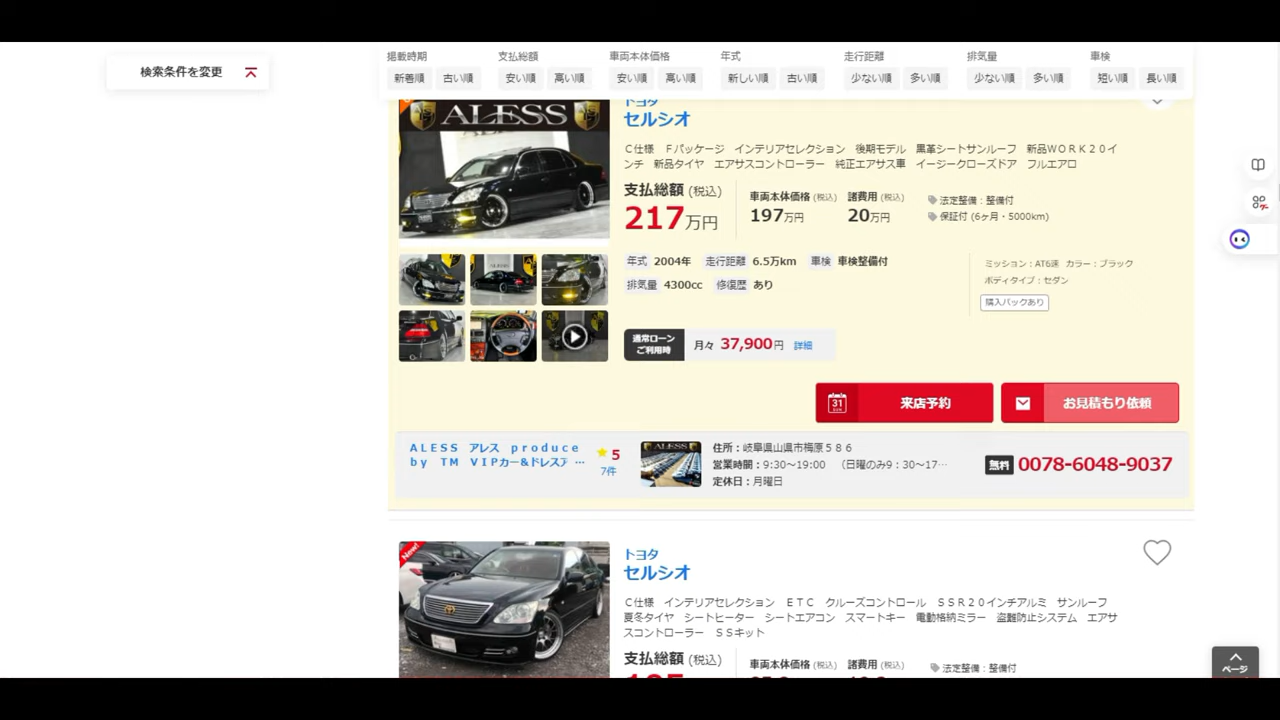 検索条件を変更
掲載時期 支払総額 車両本体価格 年式 走行距離 排気量 車検
新着順 古い順 安い順 高い順 安い順 高い順 新しい順 古い順 少ない順 多い順 少ない順 多い順 短い順 長い順
ALESS
トヨタ
セルシオ
Ｃ仕様　Ｆパッケージ　インテリアセレクション　後期モデル　黒革シートサンルーフ　新品ＷＯＲＫ２０イ
ンチ　新品タイヤ　エアサスコントローラー　純正エアサス車　イージークローズドア　フルエアロ
支払総額 (税込) 車両本体価格 (税込) 諸費用 (税込) 法定整備：整備付
217万円 197万円 20万円 保証付 (6ヶ月・5000km)
年式 2004年 走行距離 6.5万km 車検 車検整備付
排気量 4300cc 修復歴 あり
ミッション：AT6速 カラー：ブラック
ボディタイプ：セダン
購入パックあり
通常ローン
ご利用時
月々 37,900円 詳細
31
来店予約 お見積もり依頼
ＡＬＥＳＳ　アレス　ｐｒｏｄｕｃｅ
ｂｙ　ＴＭ　ＶＩＰカー＆ドレスア …
5
7件
ALESS
住所：岐阜県山県市梅原５８６
営業時間：9:30～19:00　（日曜のみ9：30～17…
定休日：月曜日
無料 0078-6048-9037
New!
トヨタ
セルシオ
Ｃ仕様　インテリアセレクション　ＥＴＣ　クルーズコントロール　ＳＳＲ２０インチアルミ　サンルーフ
夏冬タイヤ　シートヒーター　シートエアコン　スマートキー　電動格納ミラー　盗難防止システム　エアサ
スコントローラー　ＳＳキット
支払総額 (税込) 車両本体価格 (税込) 諸費用 (税込) 法定整備：整備付
ページ